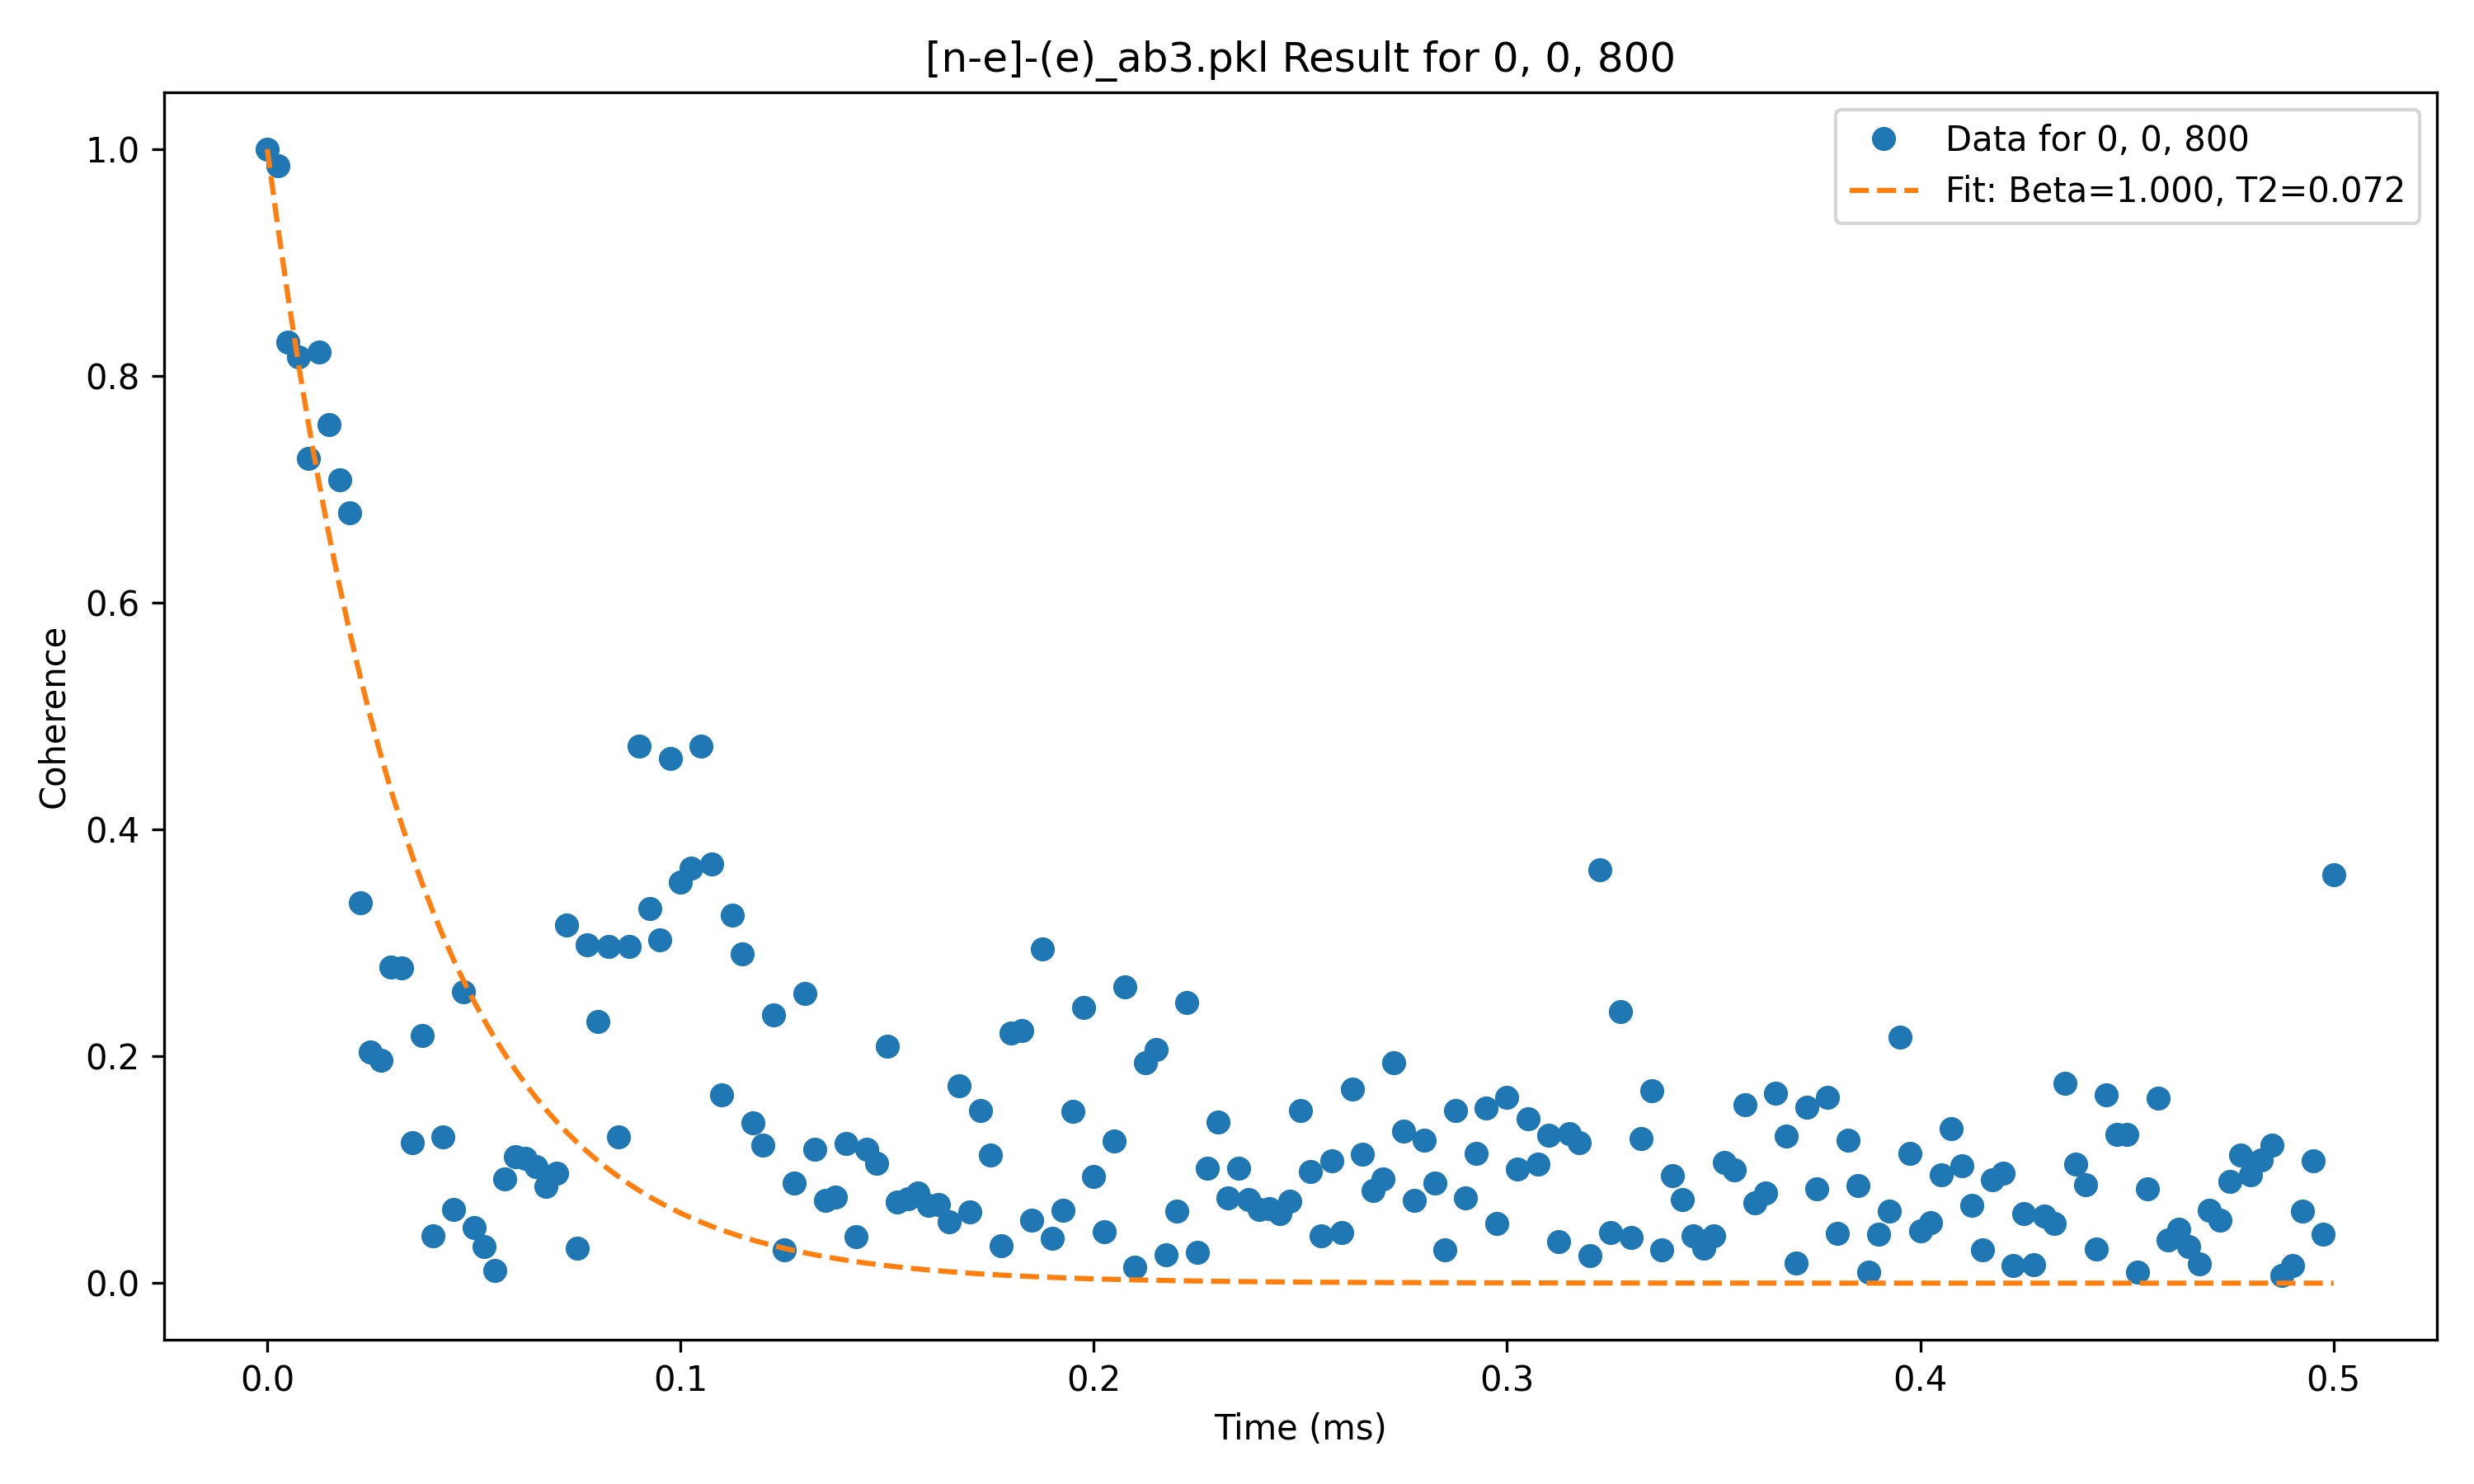 [n-e]-(e)_ab3.pkl Result for 0, 0, 800
Data for 0, 0, 800
Fit: Beta=1.000, T2=0.072
Coherence
1.0
0.8
0.6
0.4
0.2
0.0
0.0 0.1 0.2 0.3 0.4 0.5
Time (ms)